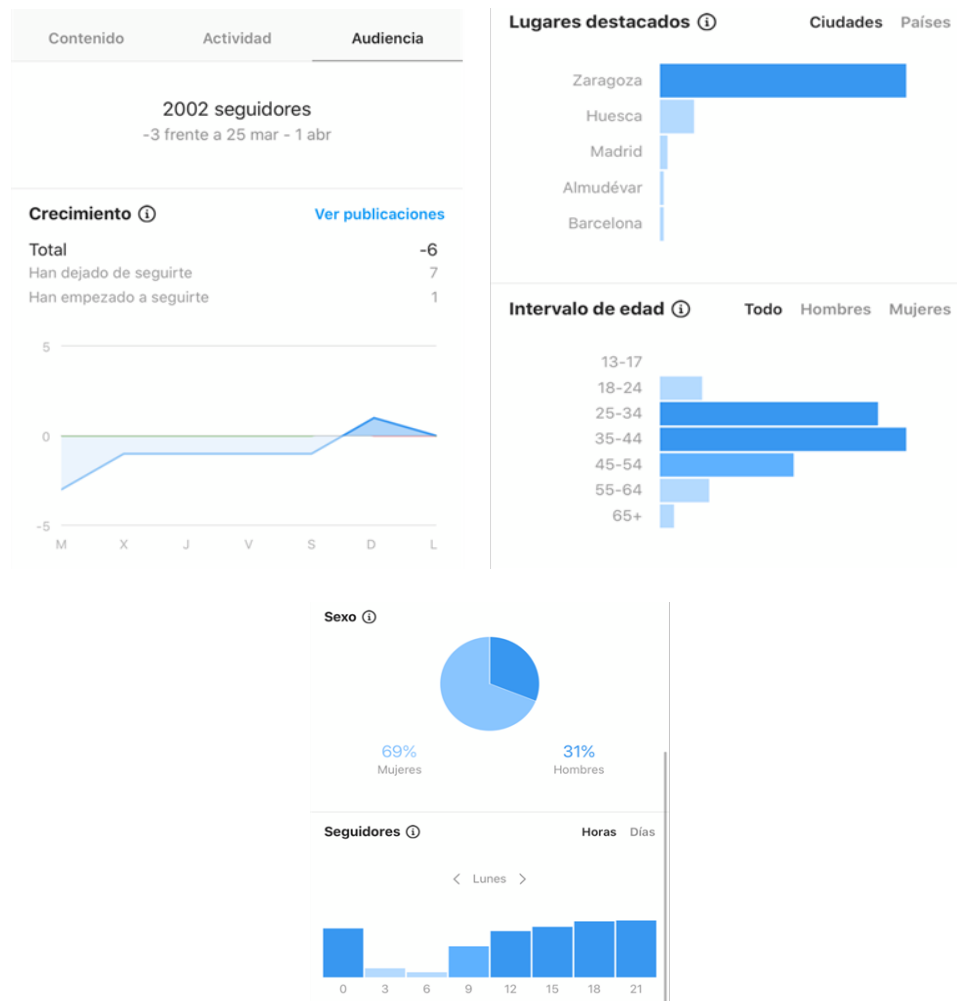 Contenido Actividad Audiencia
2002 seguidores
-3 frente a 25 mar - 1 abr
Crecimiento Ver publicaciones
Total -6
Han dejado de seguirte 7
Han empezado a seguirte 1
5
0
-5
M X J V S D L
Lugares destacados Ciudades Países
Zaragoza
Huesca
Madrid
Almudévar
Barcelona
Intervalo de edad Todo Hombres Mujeres
13-17
18-24
25-34
35-44
45-54
55-64
65+
Sexo
69% 31%
Mujeres Hombres
Seguidores Horas Días
Lunes
0 3 6 9 12 15 18 21